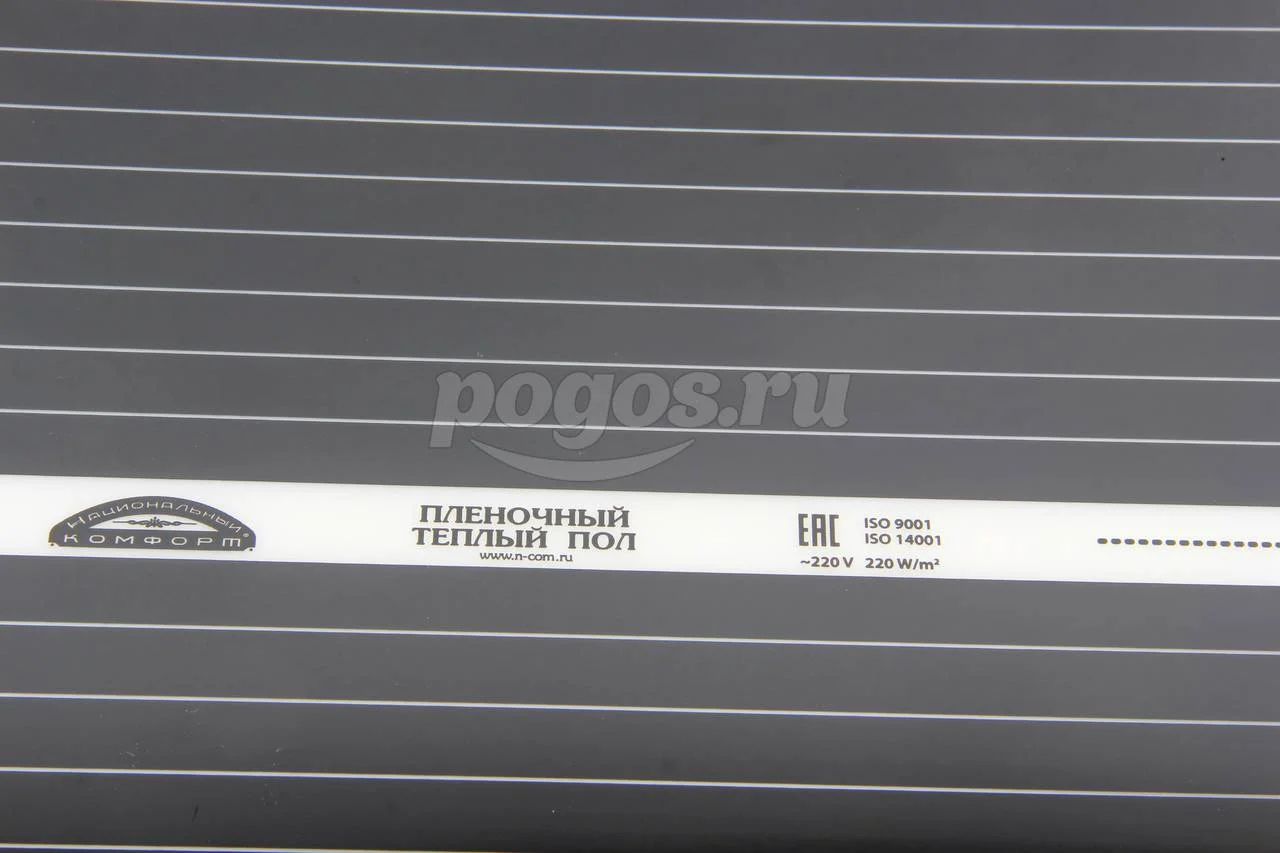 pogos.ru
Национальный
КОМФОРТ®
ПЛЕНОЧНЫЙ
ТЕПЛЫЙ ПОЛ
www.n-com.ru
EAC
ISO 9001
ISO 14001
~220 V 220 W/m²